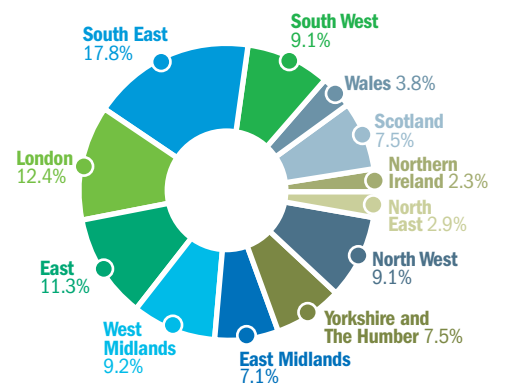 South East
17.8%
South West
9.1%
Wales 3.8%
Scotland
7.5%
Northern
Ireland 2.3%
North
East 2.9%
North West
9.1%
Yorkshire and
The Humber 7.5%
East Midlands
7.1%
West
Midlands
9.2%
East
11.3%
London
12.4%